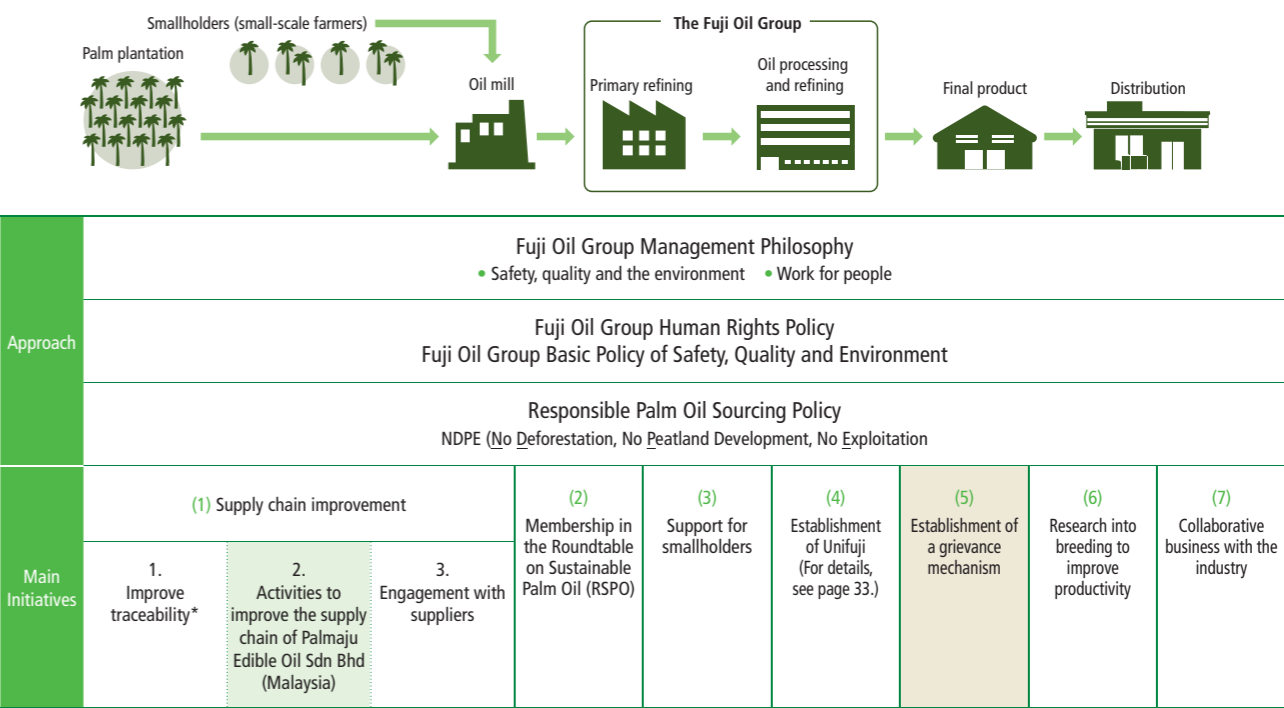 Smallholders (small-scale farmers)
The Fuji Oil Group
Palm plantation
Oil mill
Primary refining
Oil processing
and refining
Final product
Distribution
Approach
Fuji Oil Group Management Philosophy
• Safety, quality and the environment • Work for people
Fuji Oil Group Human Rights Policy
Fuji Oil Group Basic Policy of Safety, Quality and Environment
Responsible Palm Oil Sourcing Policy
NDPE (No Deforestation, No Peatland Development, No Exploitation
Main
Initiatives
(1) Supply chain improvement
1.
Improve
traceability*
2.
Activities to
improve the supply
chain of Palmaju
Edible Oil Sdn Bhd
(Malaysia)
3.
Engagement with
suppliers
(2)
Membership in
the Roundtable
on Sustainable
Palm Oil (RSPO)
(3)
Support for
smallholders
(4)
Establishment
of Unifuji
(For details,
see page 33.)
(5)
Establishment of
a grievance
mechanism
(6)
Research into
breeding to
improve
productivity
(7)
Collaborative
business with the
industry